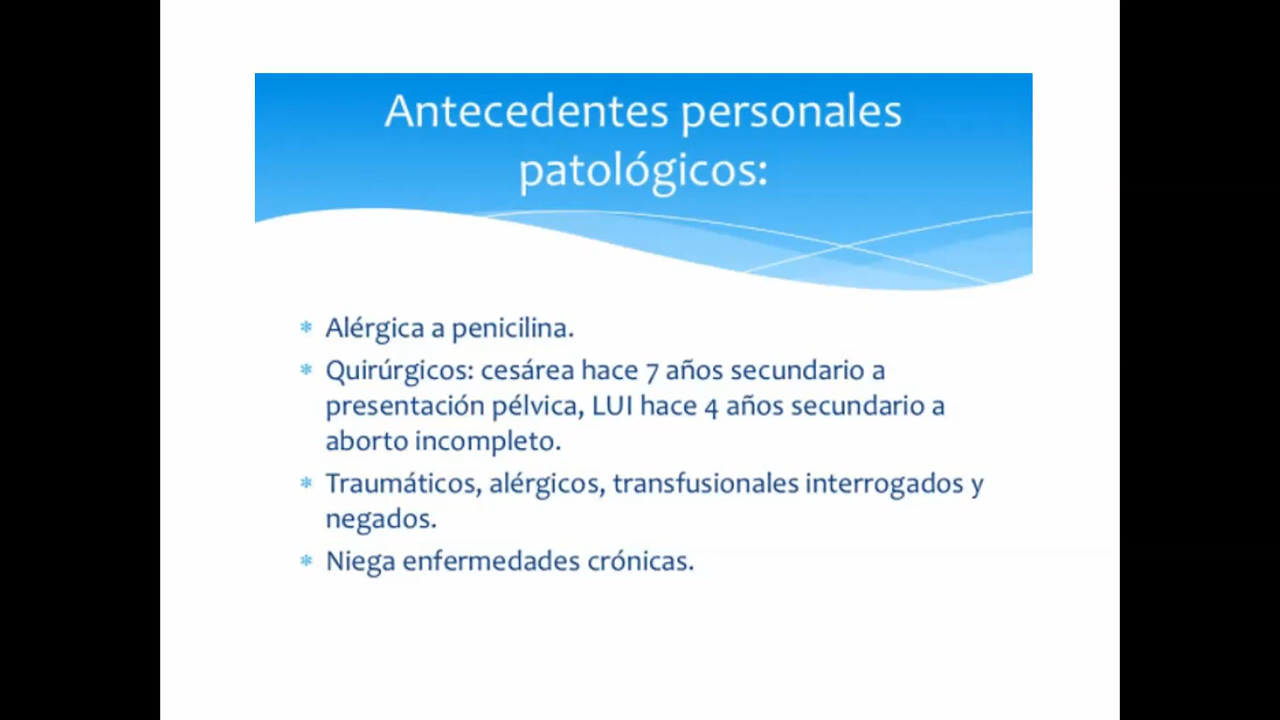 Antecedentes personales
patológicos:
Alérgica a penicilina.
Quirúrgicos: cesárea hace 7 años secundario a
presentación pélvica, LUI hace 4 años secundario a
aborto incompleto.
Traumáticos, alérgicos, transfusionales interrogados y
negados.
Niega enfermedades crónicas.